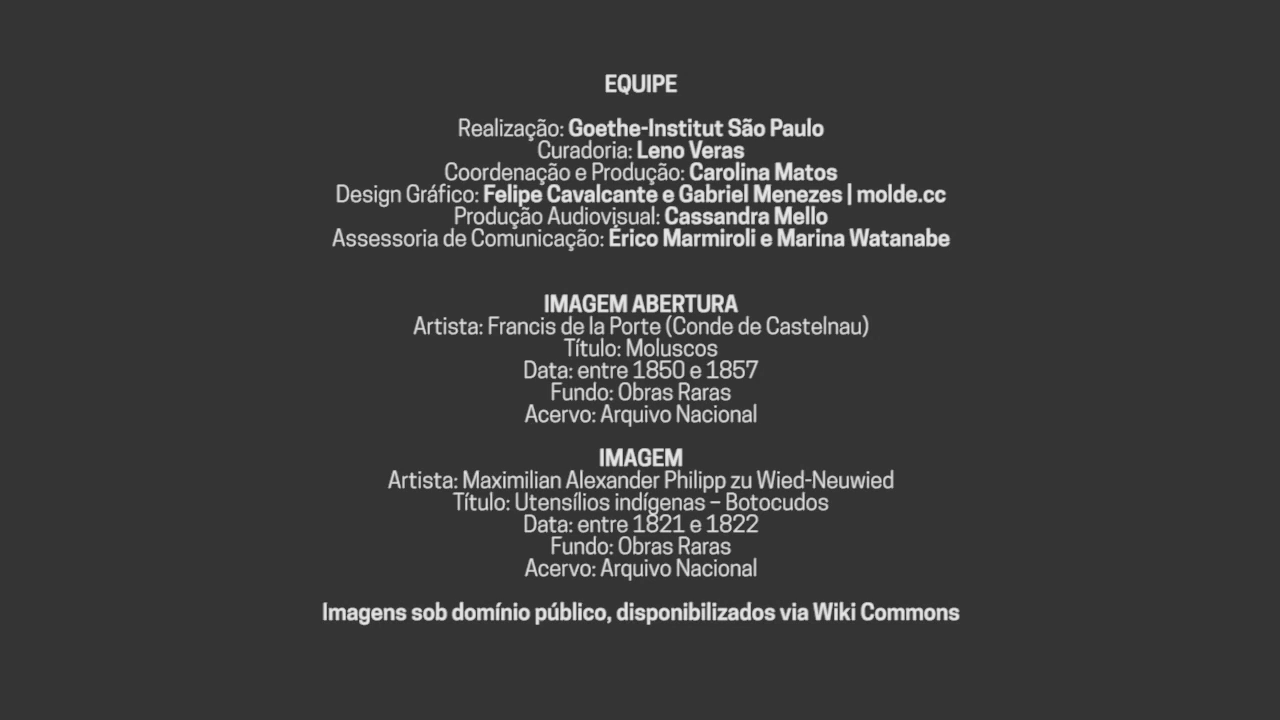 EQUIPE
Realização: Goethe-Institut São Paulo
Curadoria: Leno Veras
Coordenação e Produção: Carolina Matos
Design Gráfico: Felipe Cavalcante e Gabriel Menezes | molde.cc
Produção Audiovisual: Cassandra Mello
Assessoria de Comunicação: Érico Marmiroli e Marina Watanabe
IMAGEM ABERTURA
Artista: Francis de la Porte (Conde de Castelnau)
Título: Moluscos
Data: entre 1850 e 1857
Fundo: Obras Raras
Acervo: Arquivo Nacional
IMAGEM
Artista: Maximilian Alexander Philipp zu Wied-Neuwied
Título: Utensílios indígenas – Botocudos
Data: entre 1821 e 1822
Fundo: Obras Raras
Acervo: Arquivo Nacional
Imagens sob domínio público, disponibilizados via Wiki Commons